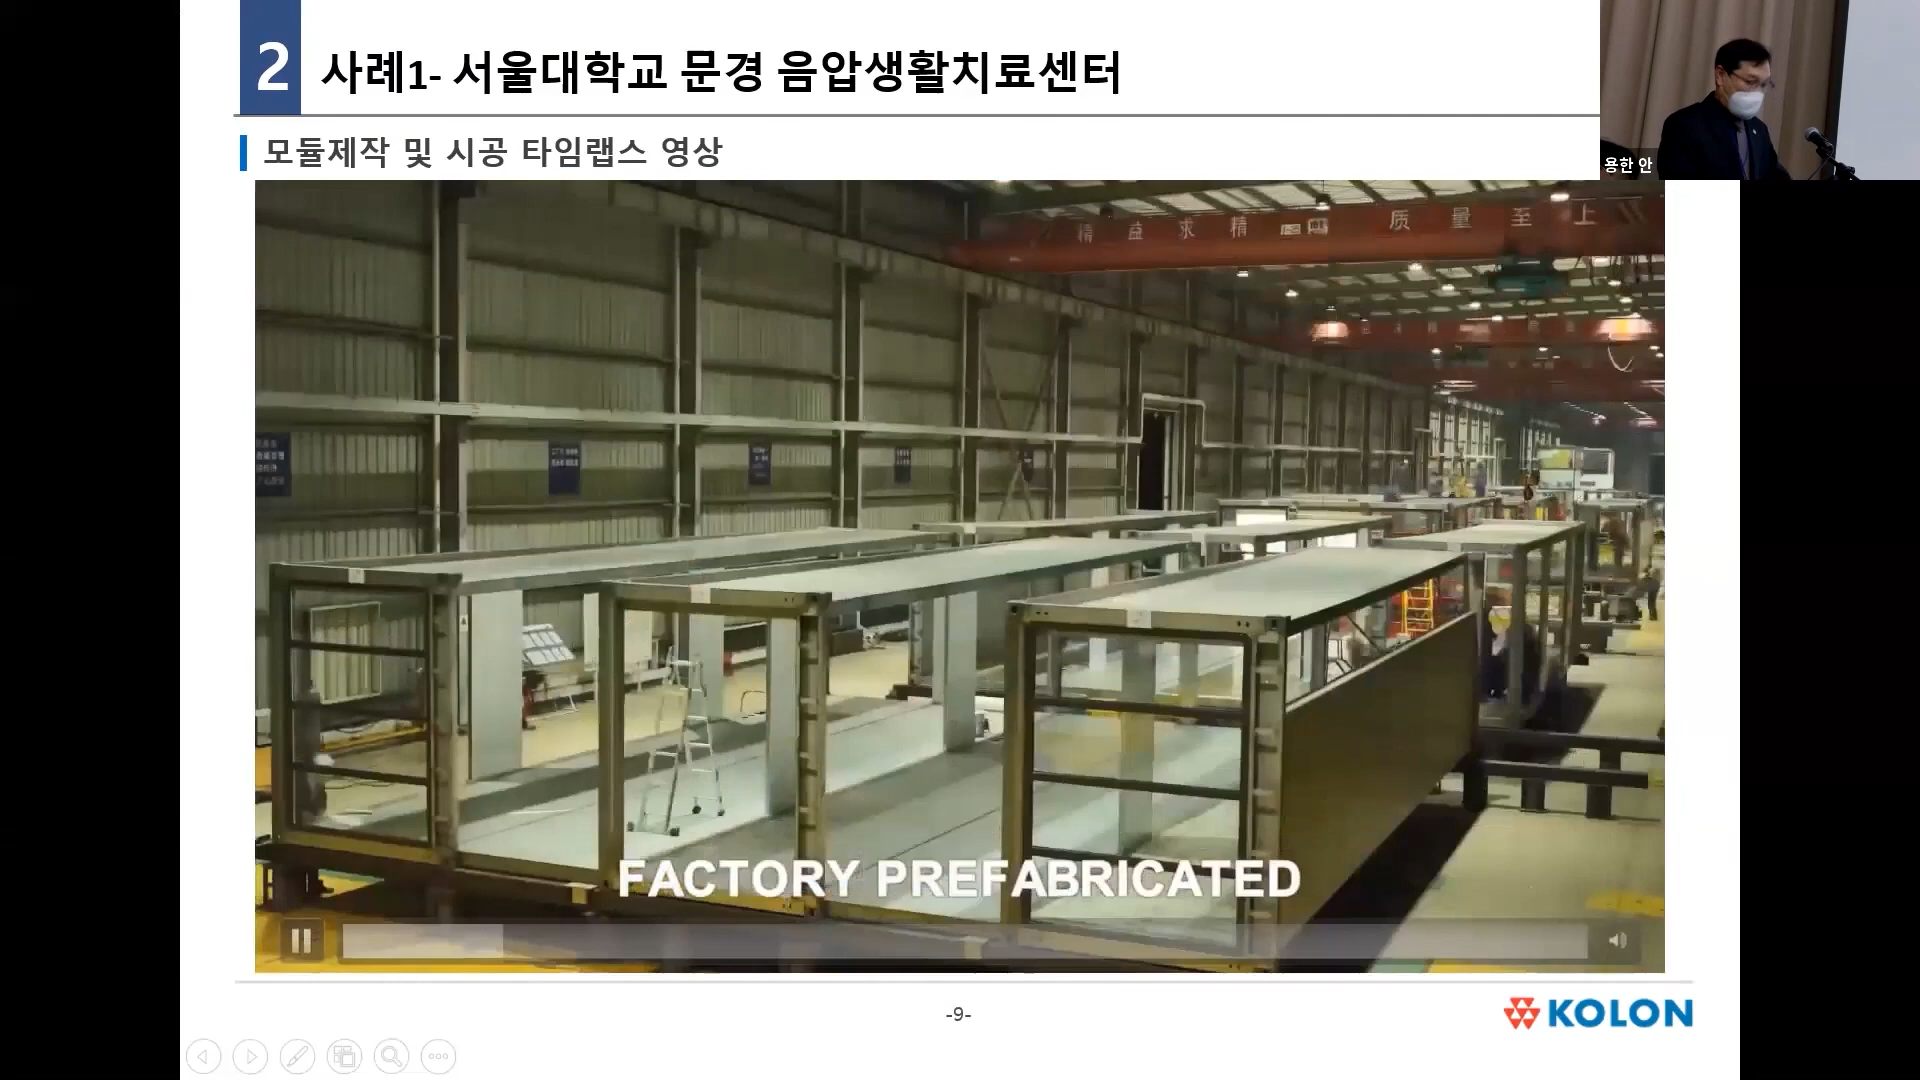 2
사례1- 서울대학교 문경 음압생활치료센터
모듈제작 및 시공 타임랩스 영상
용한 안
精 益 求 精
质 量 至 上
FACTORY PREFABRICATED
-9-
KOLON